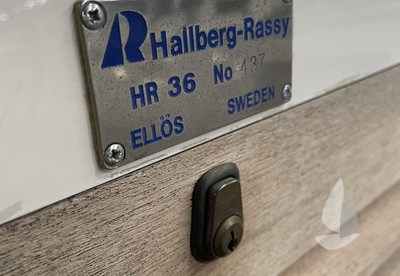 Hallberg-Rassy
HR 36 No 437
ELLÖS SWEDEN